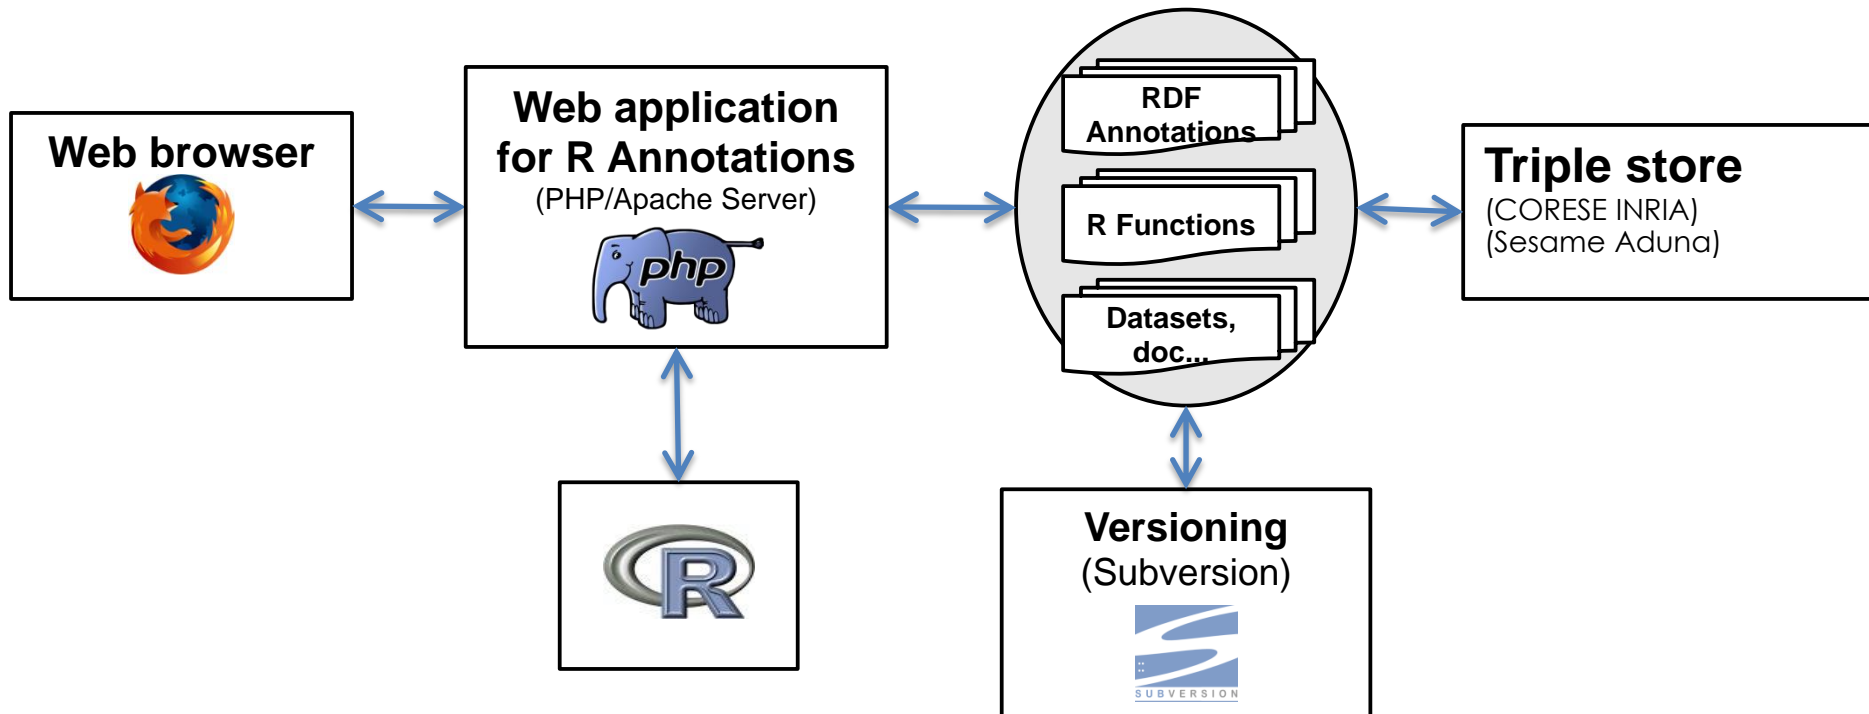 Web browser
Web application
for R Annotations
(PHP/Apache Server)
php
RDF
Annotations
R Functions
Datasets,
doc...
Triple store
(CORESE INRIA)
(Sesame Aduna)
R
Versioning
(Subversion)
SUBVERSION